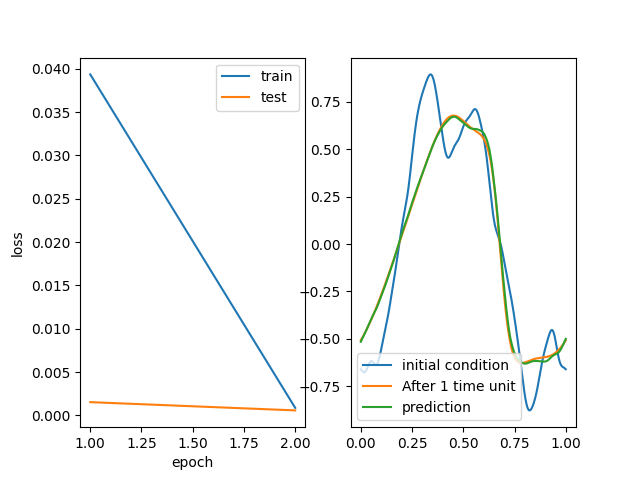 0.040
0.035
0.030
0.025
0.020
0.015
0.010
0.005
0.000
loss
1.00 1.25 1.50 1.75 2.00
epoch
train
test
0.75
0.50
0.25
0.00
−0.25
−0.50
−0.75
0.00 0.25 0.50 0.75 1.00
initial condition
After 1 time unit
prediction